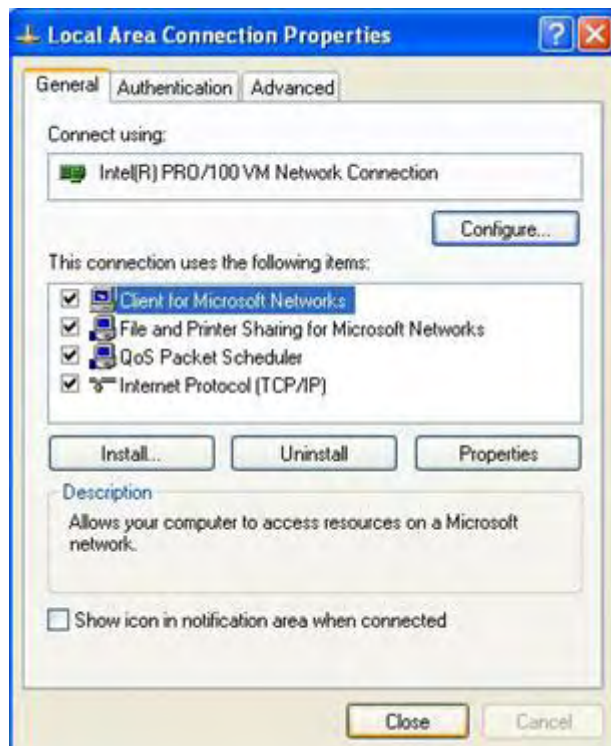 Local Area Connection Properties
General Authentication Advanced
Connect using:
Intel(R) PRO/100 VM Network Connection
Configure...
This connection uses the following items:
Client for Microsoft Networks
File and Printer Sharing for Microsoft Networks
QoS Packet Scheduler
Internet Protocol (TCP/IP)
Install... Uninstall Properties
Description
Allows your computer to access resources on a Microsoft
network.
Show icon in notification area when connected
Close Cancel